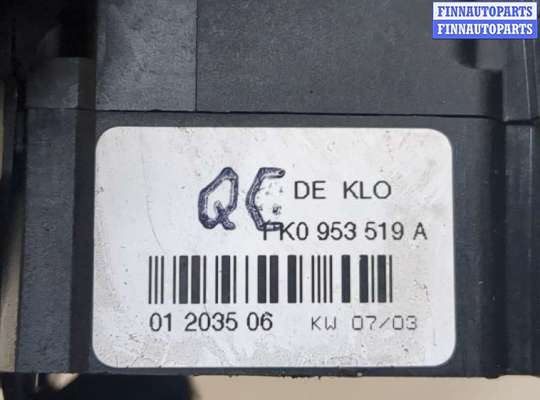 FINNAUTOPARTS
FINNAUTOPARTS
QC DE KLO
1K0 953 519 A
01 2035 06 KW 07/03